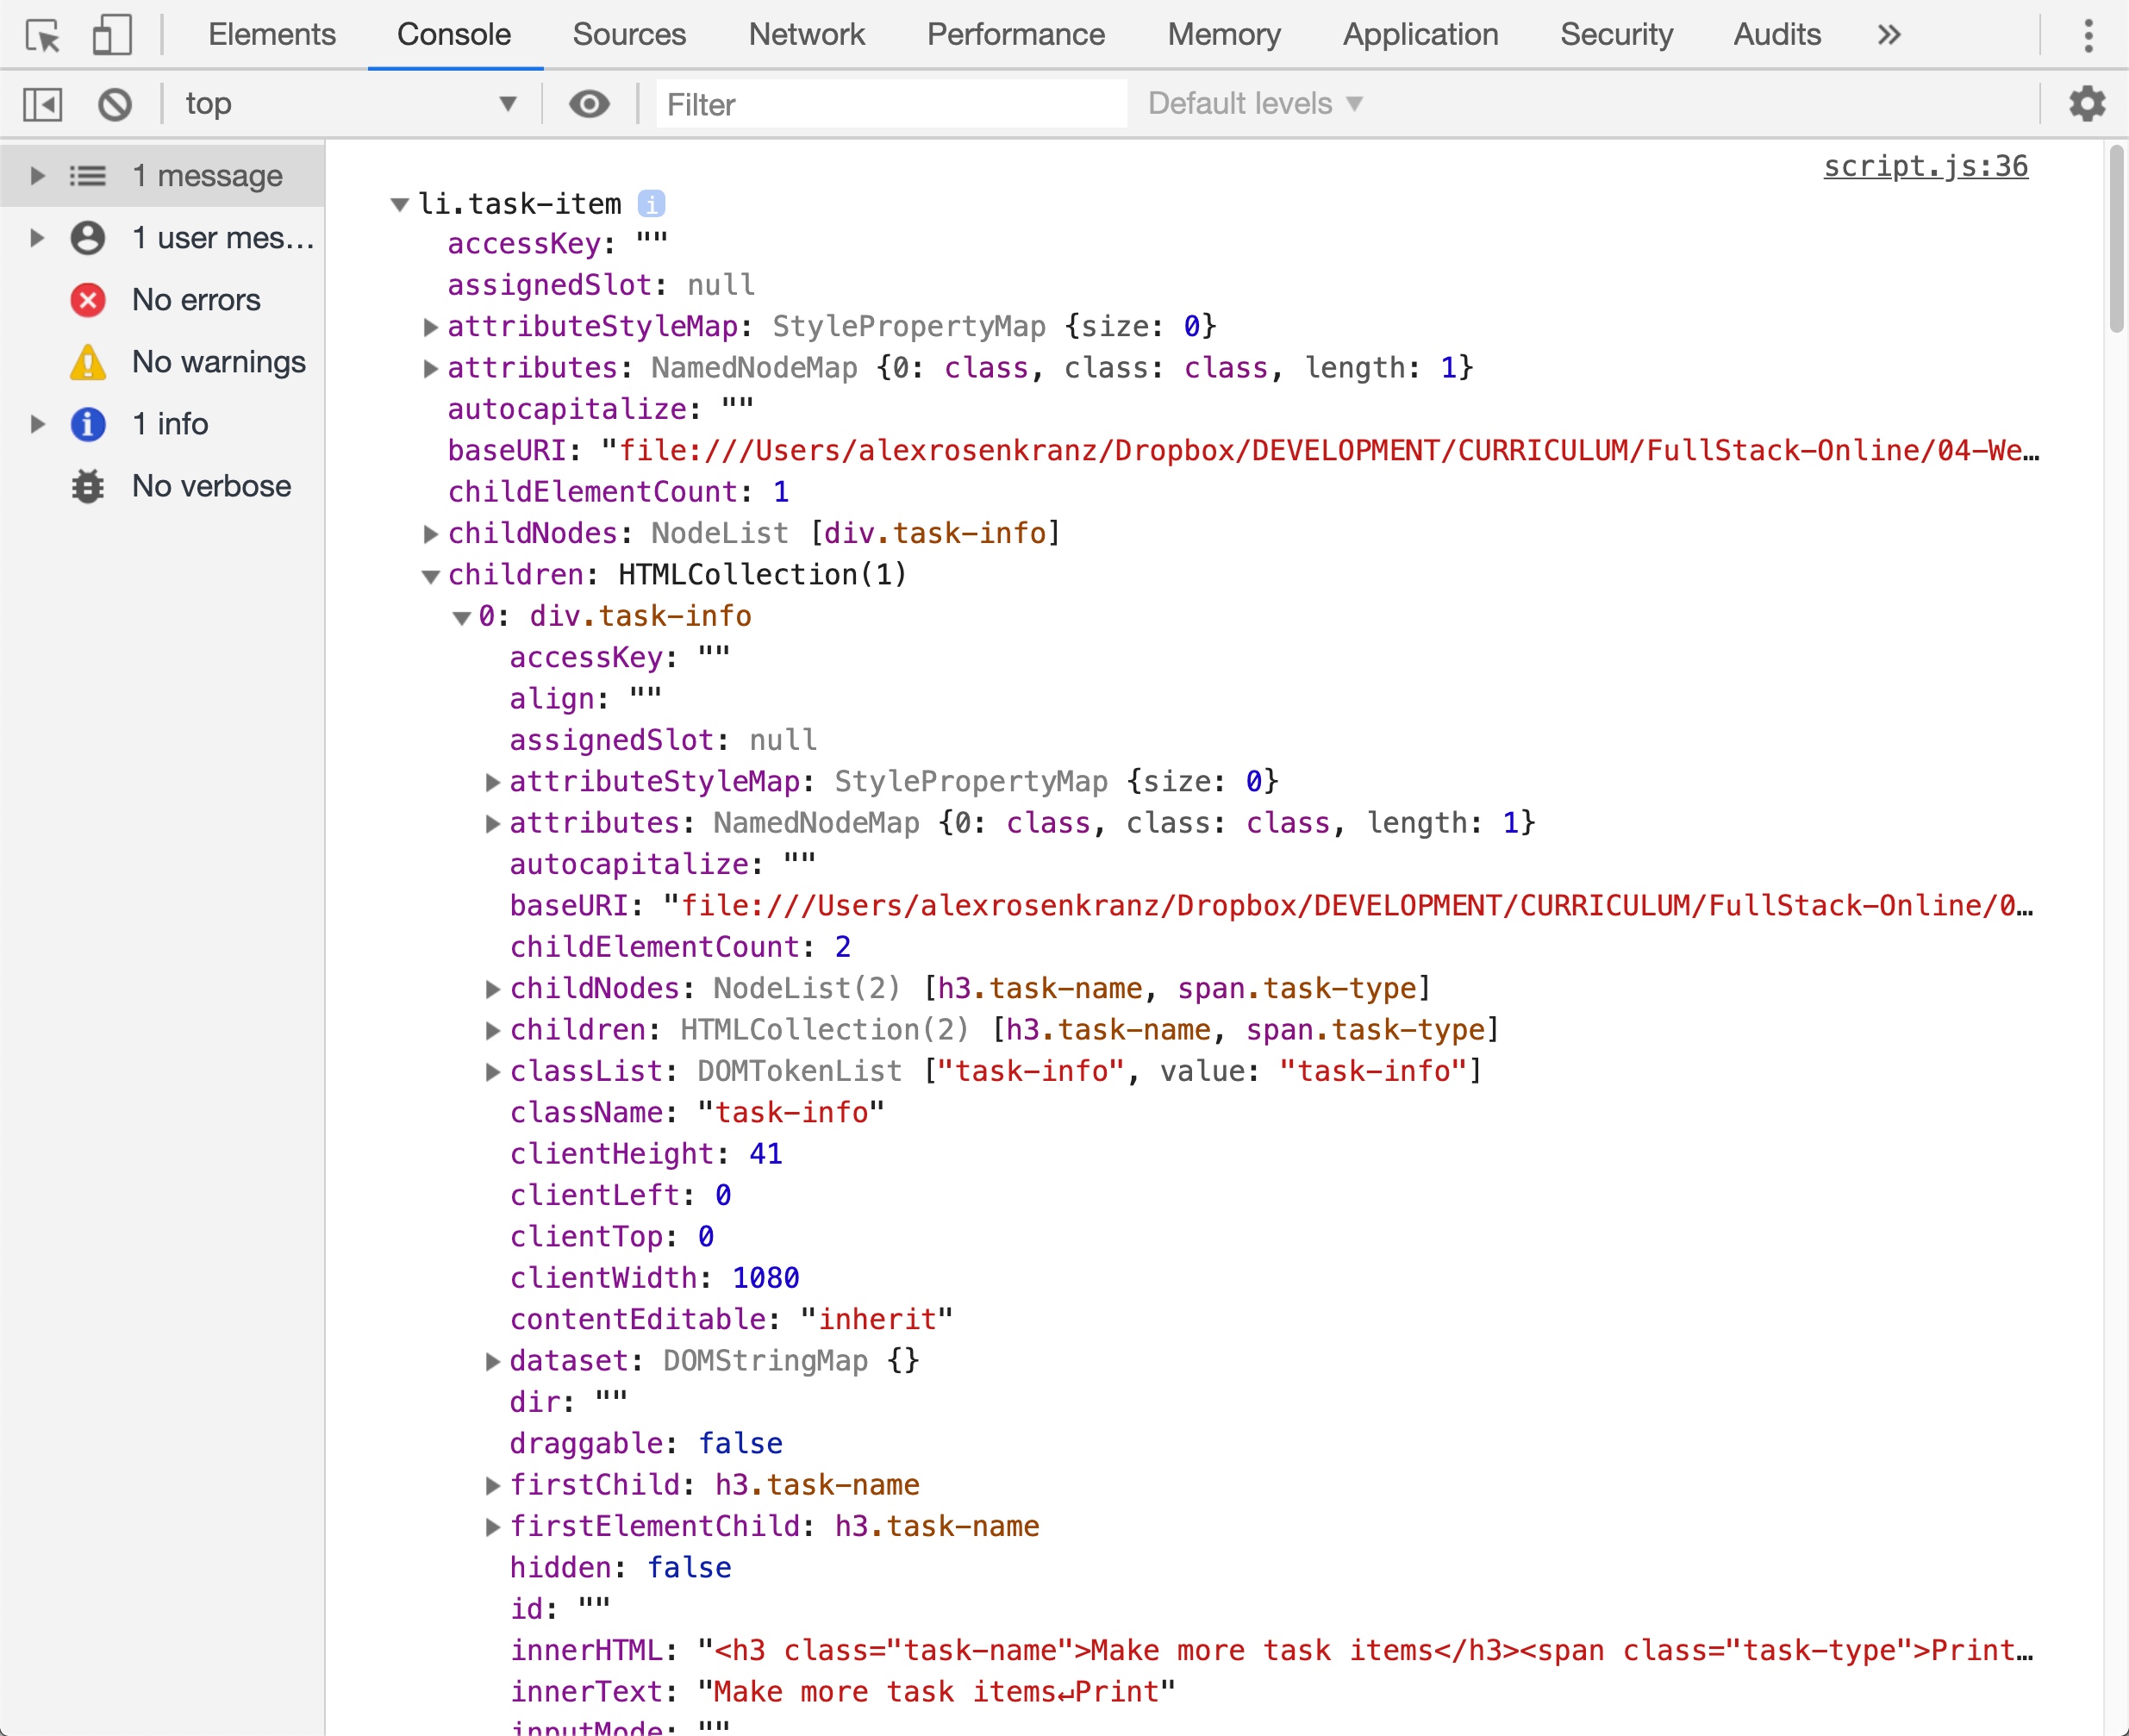 Elements Console Sources Network Performance Memory Application Security Audits »
top ▼ Filter Default levels ▼
1 message
1 user mes…
No errors
No warnings
1 info
No verbose
script.js:36
▼ li.task-item i
accessKey: ""
assignedSlot: null
▶ attributeStyleMap: StylePropertyMap {size: 0}
▶ attributes: NamedNodeMap {0: class, class: class, length: 1}
autocapitalize: ""
baseURI: "file:///Users/alexrosenkranz/Dropbox/DEVELOPMENT/CURRICULUM/FullStack-Online/04-We…
childElementCount: 1
▶ childNodes: NodeList [div.task-info]
▼ children: HTMLCollection(1)
▼ 0: div.task-info
accessKey: ""
align: ""
assignedSlot: null
▶ attributeStyleMap: StylePropertyMap {size: 0}
▶ attributes: NamedNodeMap {0: class, class: class, length: 1}
autocapitalize: ""
baseURI: "file:///Users/alexrosenkranz/Dropbox/DEVELOPMENT/CURRICULUM/FullStack-Online/0…
childElementCount: 2
▶ childNodes: NodeList(2) [h3.task-name, span.task-type]
▶ children: HTMLCollection(2) [h3.task-name, span.task-type]
▶ classList: DOMTokenList ["task-info", value: "task-info"]
className: "task-info"
clientHeight: 41
clientLeft: 0
clientTop: 0
clientWidth: 1080
contentEditable: "inherit"
▶ dataset: DOMStringMap {}
dir: ""
draggable: false
▶ firstChild: h3.task-name
▶ firstElementChild: h3.task-name
hidden: false
id: ""
innerHTML: "<h3 class="task-name">Make more task items</h3><span class="task-type">Print…
innerText: "Make more task items↵Print"
inputMode: ""